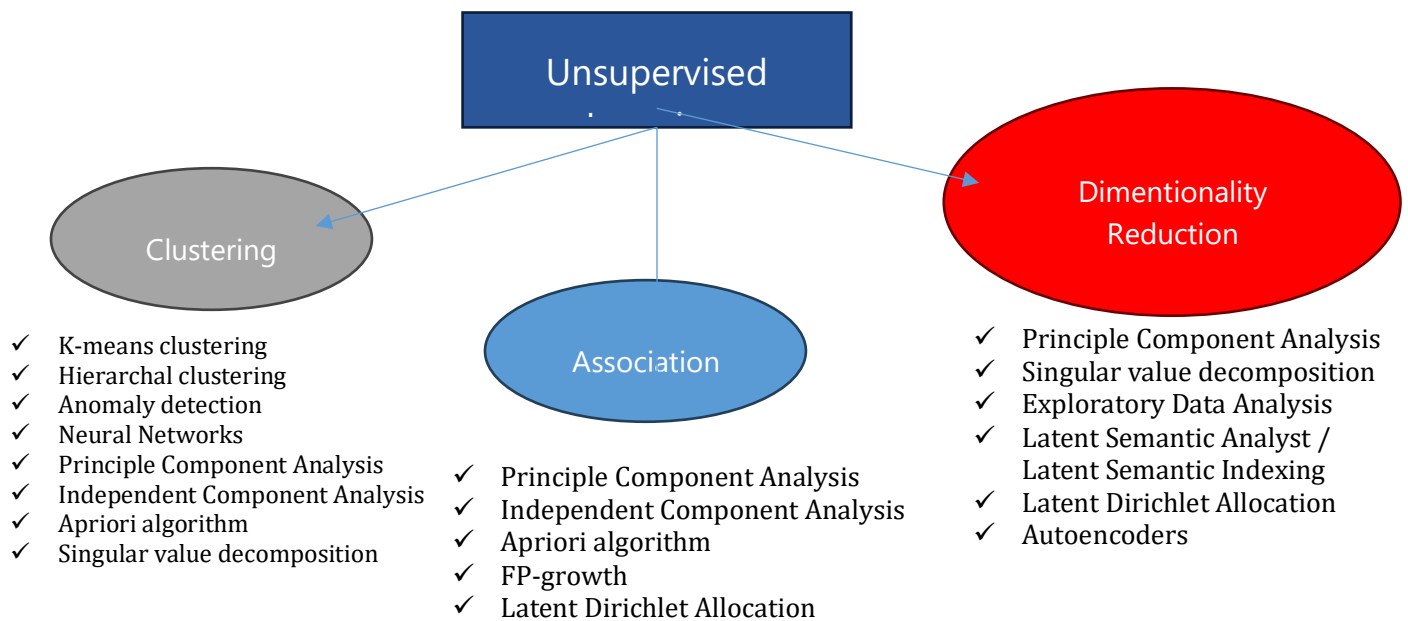 Unsupervised
Clustering
✓ K-means clustering
✓ Hierarchal clustering
✓ Anomaly detection
✓ Neural Networks
✓ Principle Component Analysis
✓ Independent Component Analysis
✓ Apriori algorithm
✓ Singular value decomposition
Association
✓ Principle Component Analysis
✓ Independent Component Analysis
✓ Apriori algorithm
✓ FP-growth
✓ Latent Dirichlet Allocation
Dimentionality
Reduction
✓ Principle Component Analysis
✓ Singular value decomposition
✓ Exploratory Data Analysis
✓ Latent Semantic Analyst /
Latent Semantic Indexing
✓ Latent Dirichlet Allocation
✓ Autoencoders